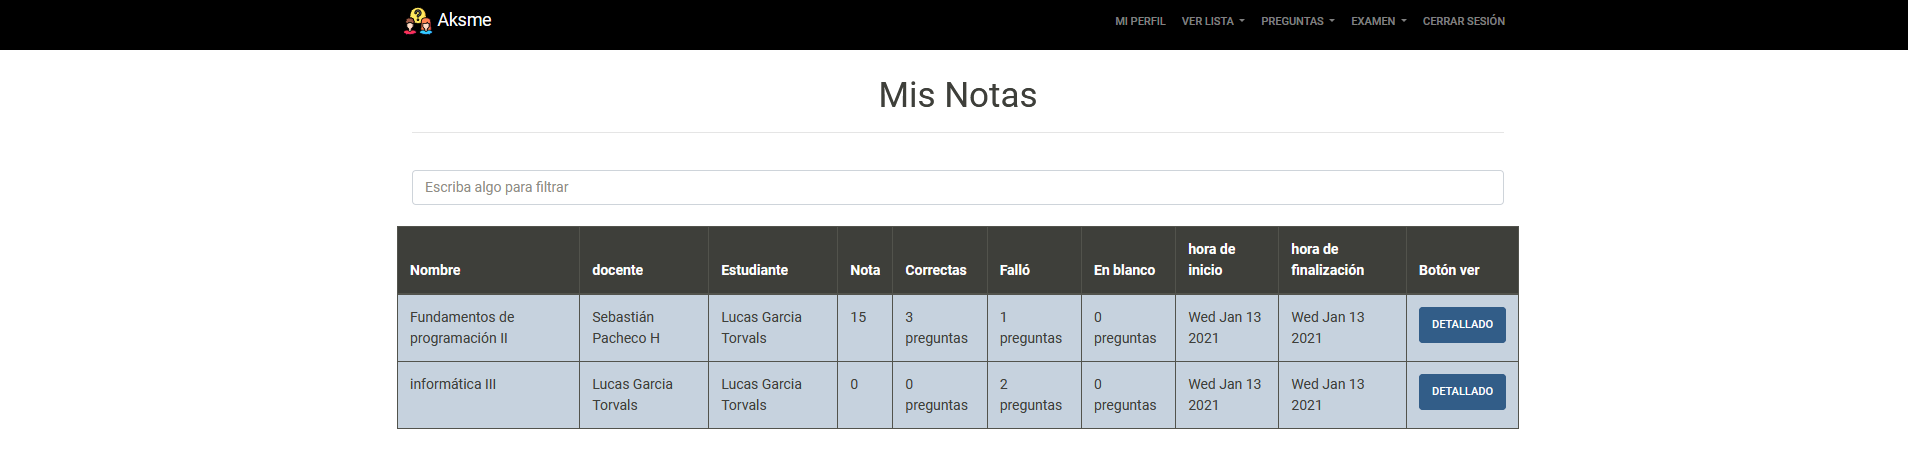 Aksme
MI PERFIL VER LISTA PREGUNTAS EXAMEN CERRAR SESIÓN
Mis Notas
Escriba algo para filtrar
Nombre docente Estudiante Nota Correctas Falló En blanco hora de inicio hora de finalización Botón ver
Fundamentos de programación II Sebastián Pacheco H Lucas Garcia Torvals 15 3 preguntas 1 preguntas 0 preguntas Wed Jan 13 2021 Wed Jan 13 2021 DETALLADO
informática III Lucas Garcia Torvals Lucas Garcia Torvals 0 0 preguntas 2 preguntas 0 preguntas Wed Jan 13 2021 Wed Jan 13 2021 DETALLADO